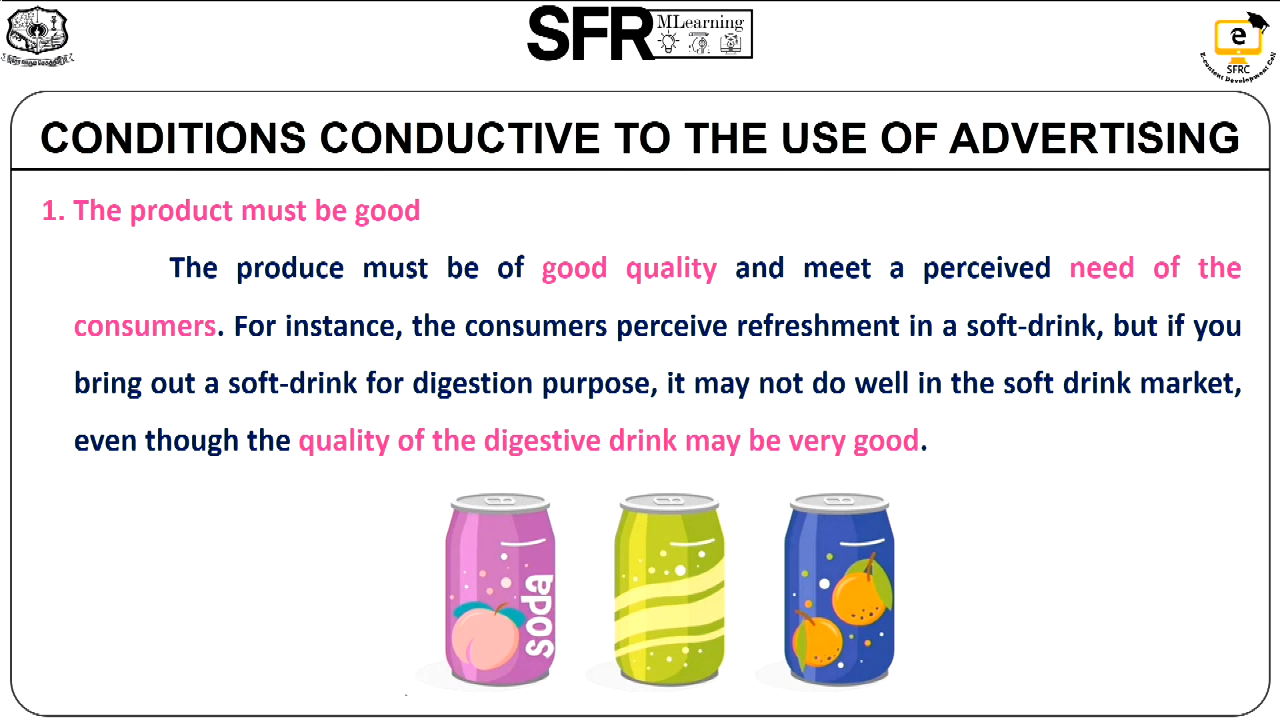 SFR MLearning
e
SFRC
E-content Development Cell
CONDITIONS CONDUCTIVE TO THE USE OF ADVERTISING
1. The product must be good
The produce must be of good quality and meet a perceived need of the
consumers. For instance, the consumers perceive refreshment in a soft-drink, but if you
bring out a soft-drink for digestion purpose, it may not do well in the soft drink market,
even though the quality of the digestive drink may be very good.
soda